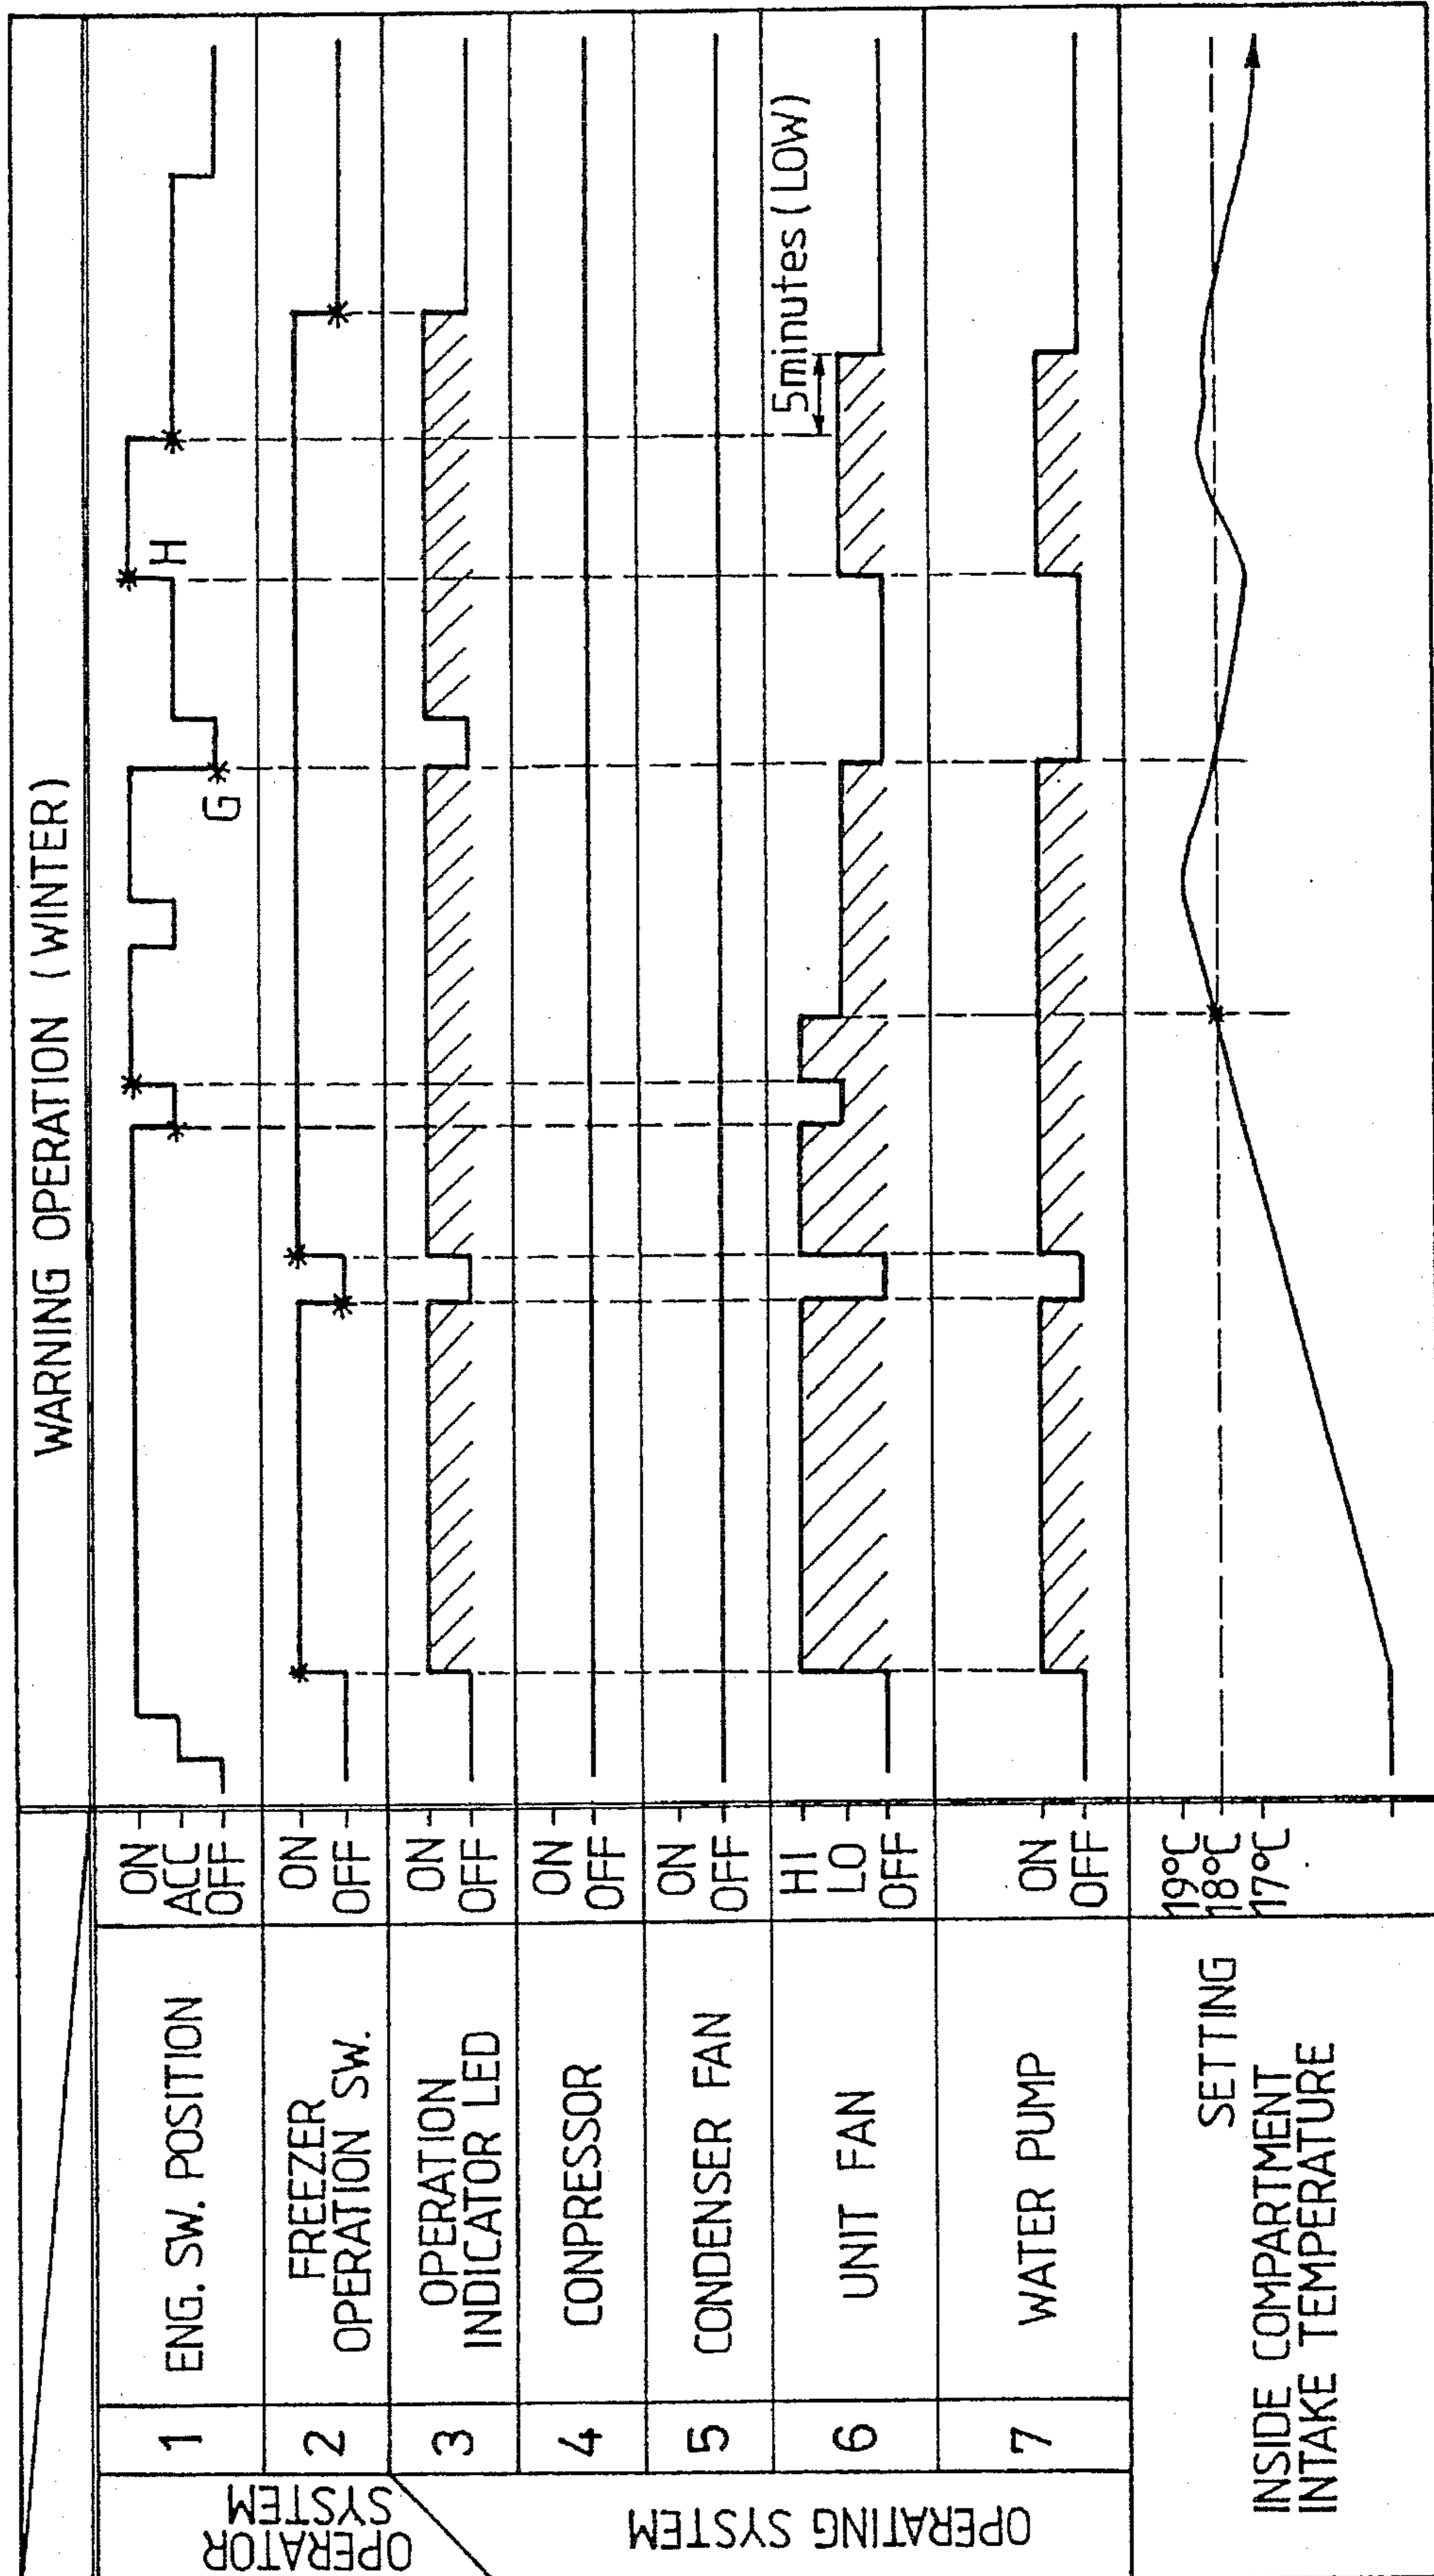 WARNING OPERATION (WINTER)
OPERATOR
SYSTEM
1
ENG. SW. POSITION
ON
ACC
OFF
G
H
2
FREEZER
OPERATION SW.
ON
OFF
OPERATING SYSTEM
3
OPERATION
INDICATOR LED
ON
OFF
4
CONPRESSOR
ON
OFF
5
CONDENSER FAN
ON
OFF
6
UNIT FAN
HI
LO
OFF
5minutes (LOW)
7
WATER PUMP
ON
OFF
SETTING
INSIDE COMPARTMENT
INTAKE TEMPERATURE
19°C
18°C
17°C